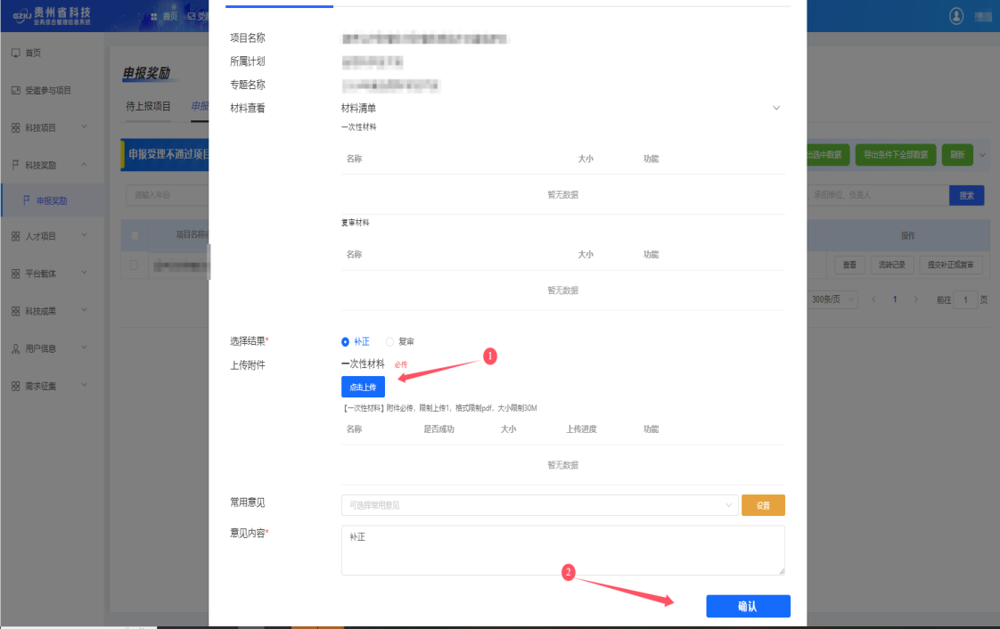 贵州省科技
业务综合管理信息系统
首页
首页
受邀参与项目
科技项目
科技奖励
申报奖励
人才项目
平台载体
科技成果
用户信息
需求征集
申报奖励
待上报项目
申报受理不通过项目
请输入年份
项目名称
项目名称
所属计划
专题名称
材料查看 材料清单
一次性材料
名称 大小 功能
暂无数据
复审材料
名称 大小 功能
暂无数据
选择结果* 补正 复审
上传附件 一次性材料 必传
1
点击上传
【一次性材料】附件必传，限制上传1，格式限制pdf，大小限制30M
名称 是否成功 大小 上传进度 功能
暂无数据
常用意见 可选择常用意见 设置
意见内容* 补正
2
确认
出选中数据 导出条件下全部数据 刷新
承担单位、负责人 搜索
操作
查看 流转记录 提交补正或复审
300条/页 1 前往 1 页